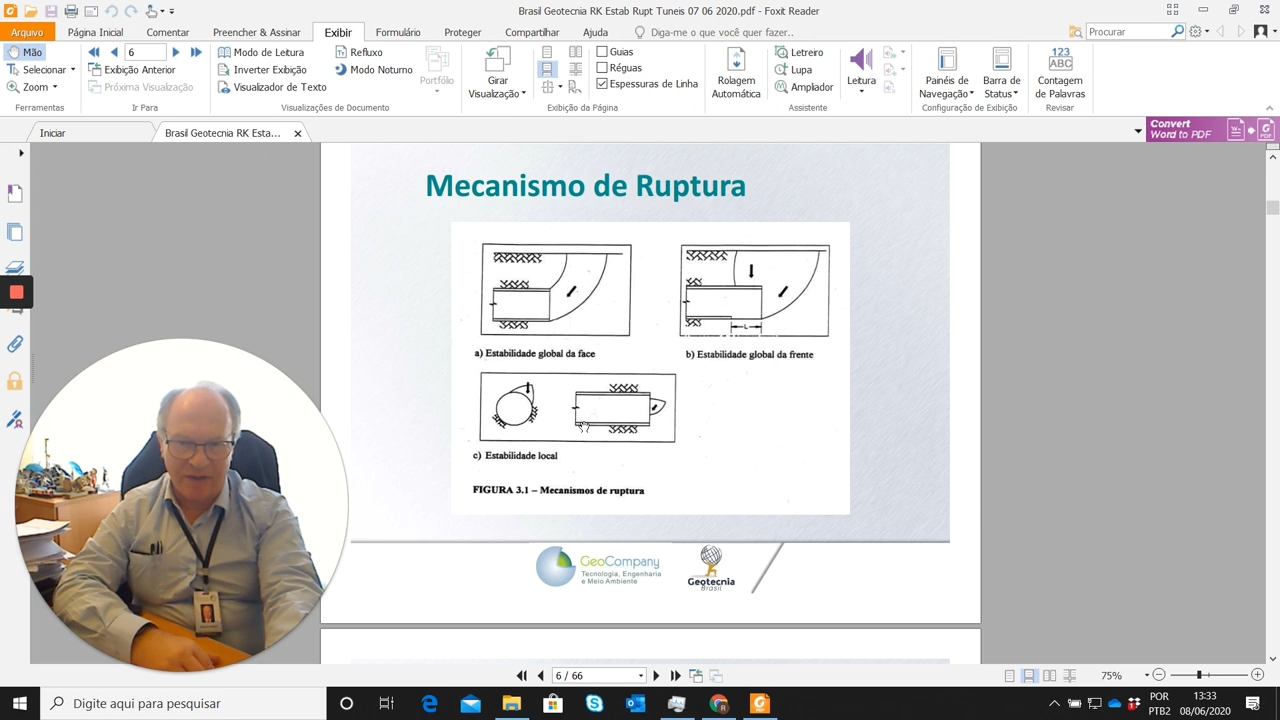 Brasil Geotecnia RK Estab Rupt Tuneis 07 06 2020.pdf - Foxit Reader
Arquivo
Página Inicial
Comentar
Preencher & Assinar
Exibir
Formulário
Proteger
Compartilhar
Ajuda
Diga-me o que você quer fazer..
Procurar
Mão
Selecionar
Zoom
Ferramentas
6
Exibição Anterior
Próxima Visualização
Ir Para
Modo de Leitura
Inverter Exibição
Visualizador de Texto
Refluxo
Modo Noturno
Portfólio
Visualizações de Documento
Girar
Visualização
Guias
Réguas
Espessuras de Linha
Exibição da Página
Rolagem
Automática
Letreiro
Lupa
Ampliador
Assistente
Leitura
Painéis de
Navegação
Barra de
Status
Configuração de Exibição
123
ABC
Contagem
de Palavras
Revisar
Iniciar
Brasil Geotecnia RK Esta...
Convert
Word to PDF
Mecanismo de Ruptura
L
a) Estabilidade global da face
b) Estabilidade global da frente
c) Estabilidade local
FIGURA 3.1 – Mecanismos de ruptura
GeoCompany
Tecnologia, Engenharia
e Meio Ambiente
Geotecnia
Brasil
6 / 66
75%
Digite aqui para pesquisar
POR
PTB2
13:33
08/06/2020